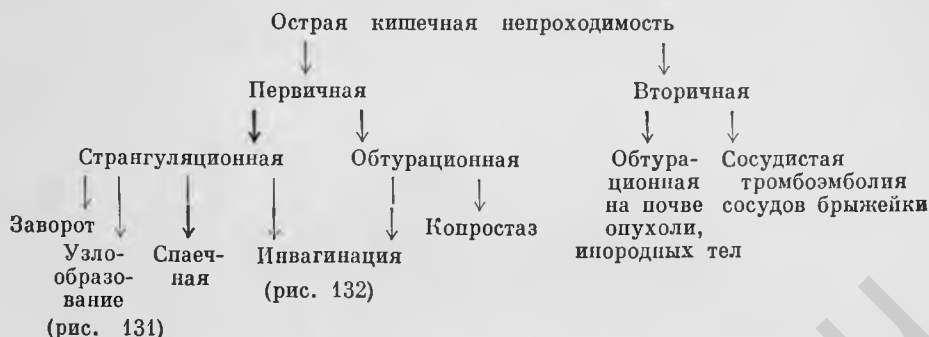 Острая кишечная непроходимость
Первичная Вторичная
Странгуляционная Обтурационная
Обтура-
ционная
на почве
опухоли,
инородных тел
Сосудистая
тромбоэмболия
сосудов брыжейки
Заворот
Узло-
образо-
вание
(рис. 131)
Спаеч-
ная
Инвагинация
(рис. 132)
Копростаз